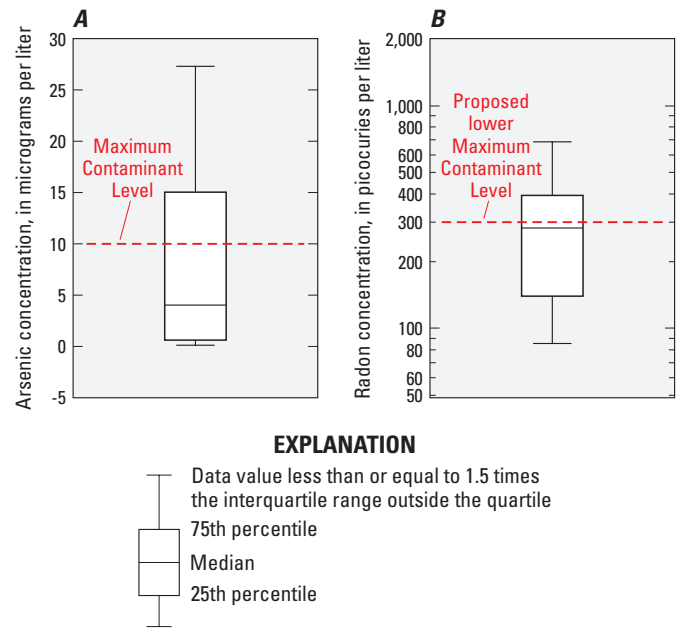 A
Arsenic concentration, in micrograms per liter
30
25
20
15
10
5
0
-5
Maximum
Contaminant
Level
B
Radon concentration, in picocuries per liter
2,000
1,000
800
600
500
400
300
200
100
80
60
50
Proposed
lower
Maximum
Contaminant
Level
EXPLANATION
Data value less than or equal to 1.5 times
the interquartile range outside the quartile
75th percentile
Median
25th percentile